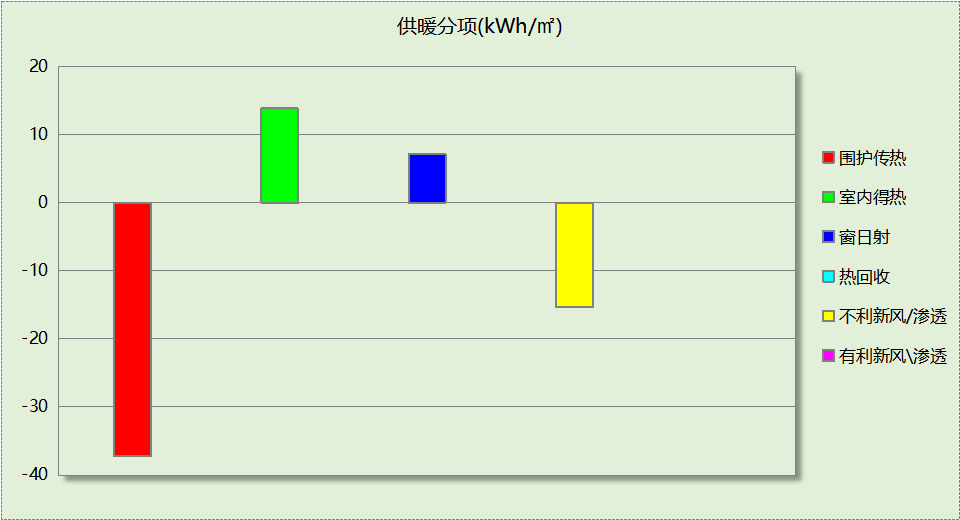 供暖分项(kWh/㎡)
20
10
0
-10
-20
-30
-40
围护传热
室内得热
窗日射
热回收
不利新风/渗透
有利新风\渗透